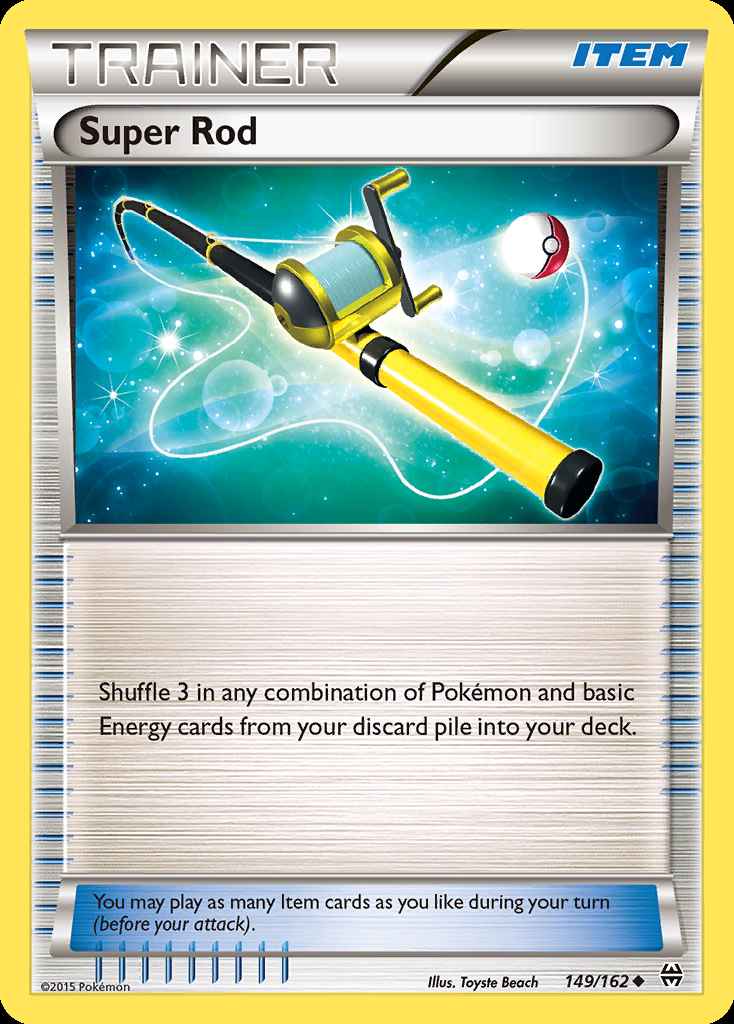 TRAINER
ITEM
Super Rod
Shuffle 3 in any combination of Pokémon and basic
Energy cards from your discard pile into your deck.
You may play as many Item cards as you like during your turn
(before your attack).
©2015 Pokémon
Illus. Toyste Beach
149/162